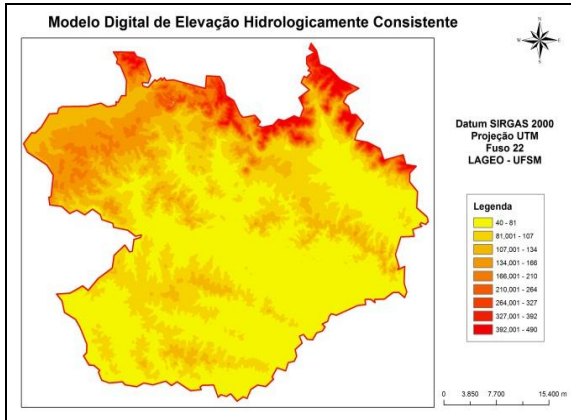 Modelo Digital de Elevação Hidrologicamente Consistente
N
W
E
S
Datum SIRGAS 2000
Projeção UTM
Fuso 22
LAGEO - UFSM
Legenda
40 - 81
81,001 - 107
107,001 - 134
134,001 - 166
166,001 - 210
210,001 - 264
264,001 - 327
327,001 - 392
392,001 - 490
0 3.850 7.700 15.400 m